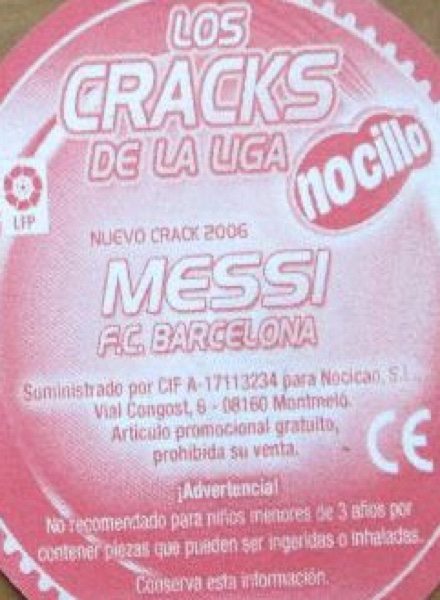 LOS
CRACKS
DE LA LIGA
nocilla
LFP
NUEVO CRACK 2006
MESSI
F.C. BARCELONA
Suministrado por CIF A-17113234 para Nocicao, S.L.
Vial Congost, 6 - 08160 Montmeló.
Artículo promocional gratuito,
prohibida su venta.
CE
¡Advertencia!
No recomendado para niños menores de 3 años por
contener piezas que pueden ser ingeridas o inhaladas.
Conserva esta información.